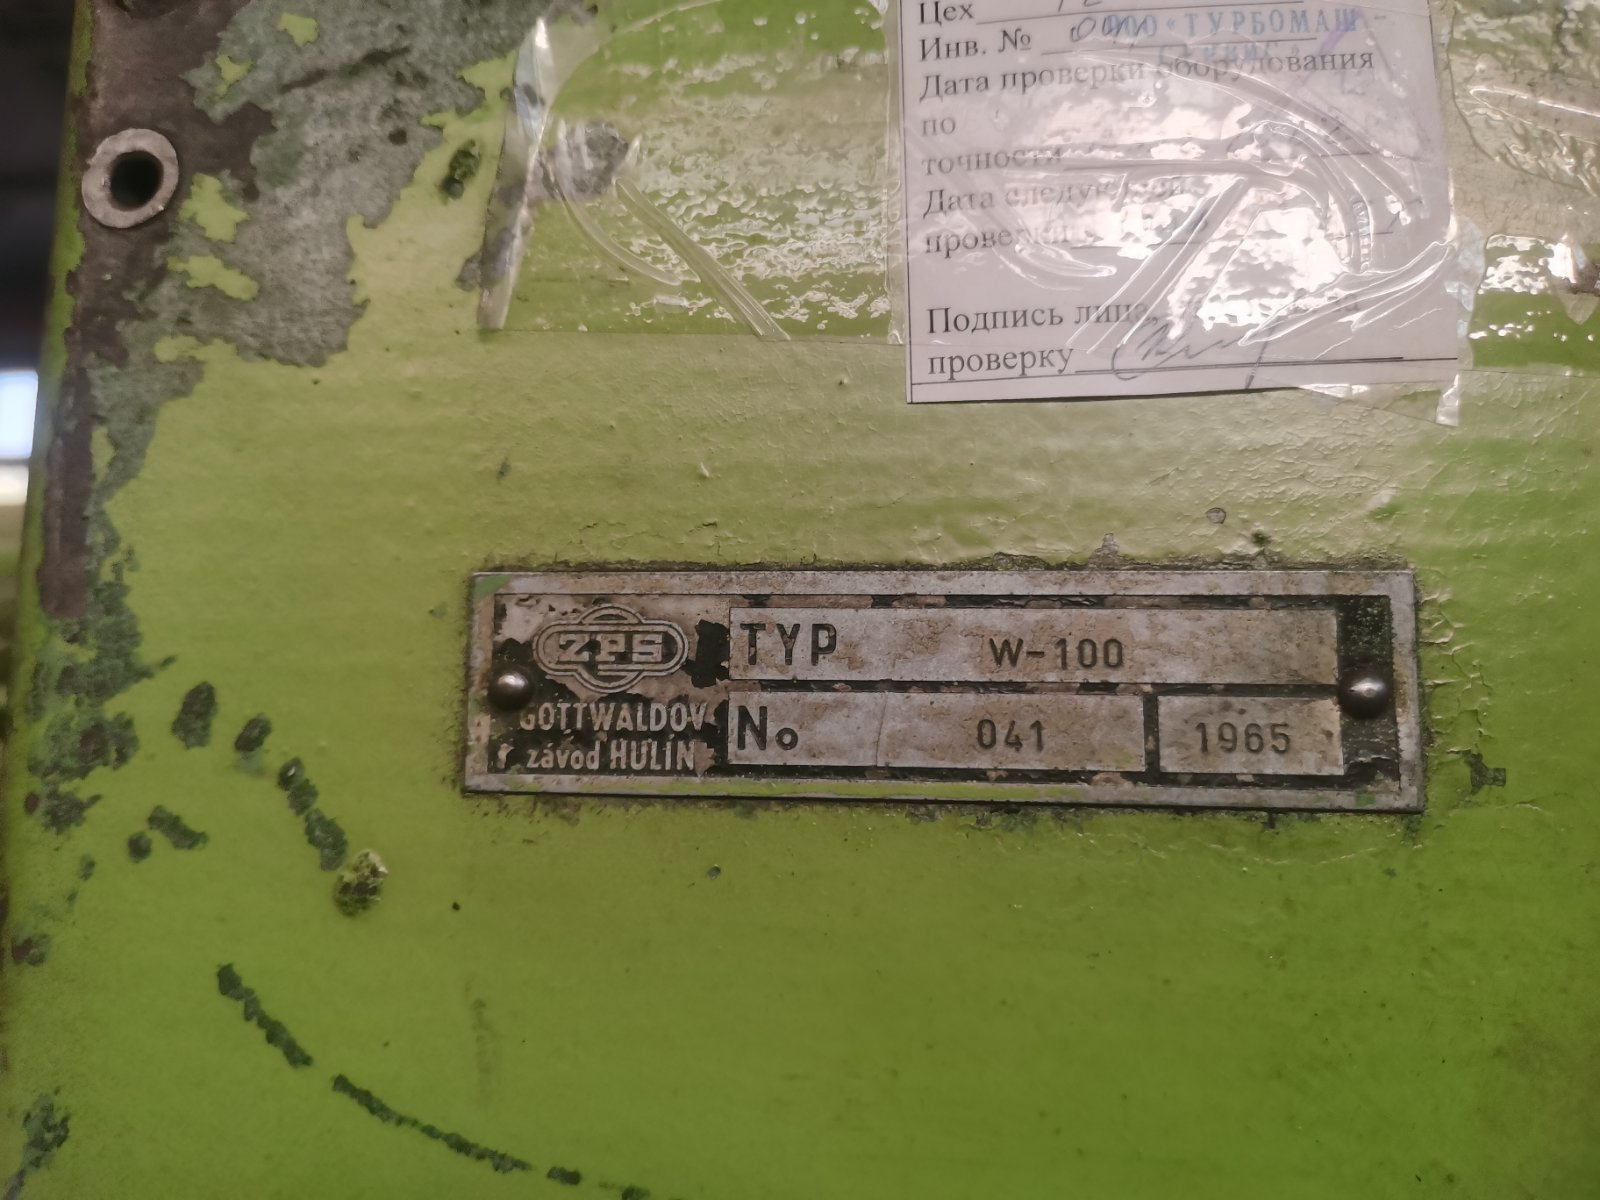 Цех
Инв. №
ООО «ТУРБОМАШ-
Дата проверки оборудования
по
точности
Дата следующей
проверки
Подпись лица,
проверку
ZPS
GOTTWALDOV
závod HULÍN
TYP W-100
No 041 1965